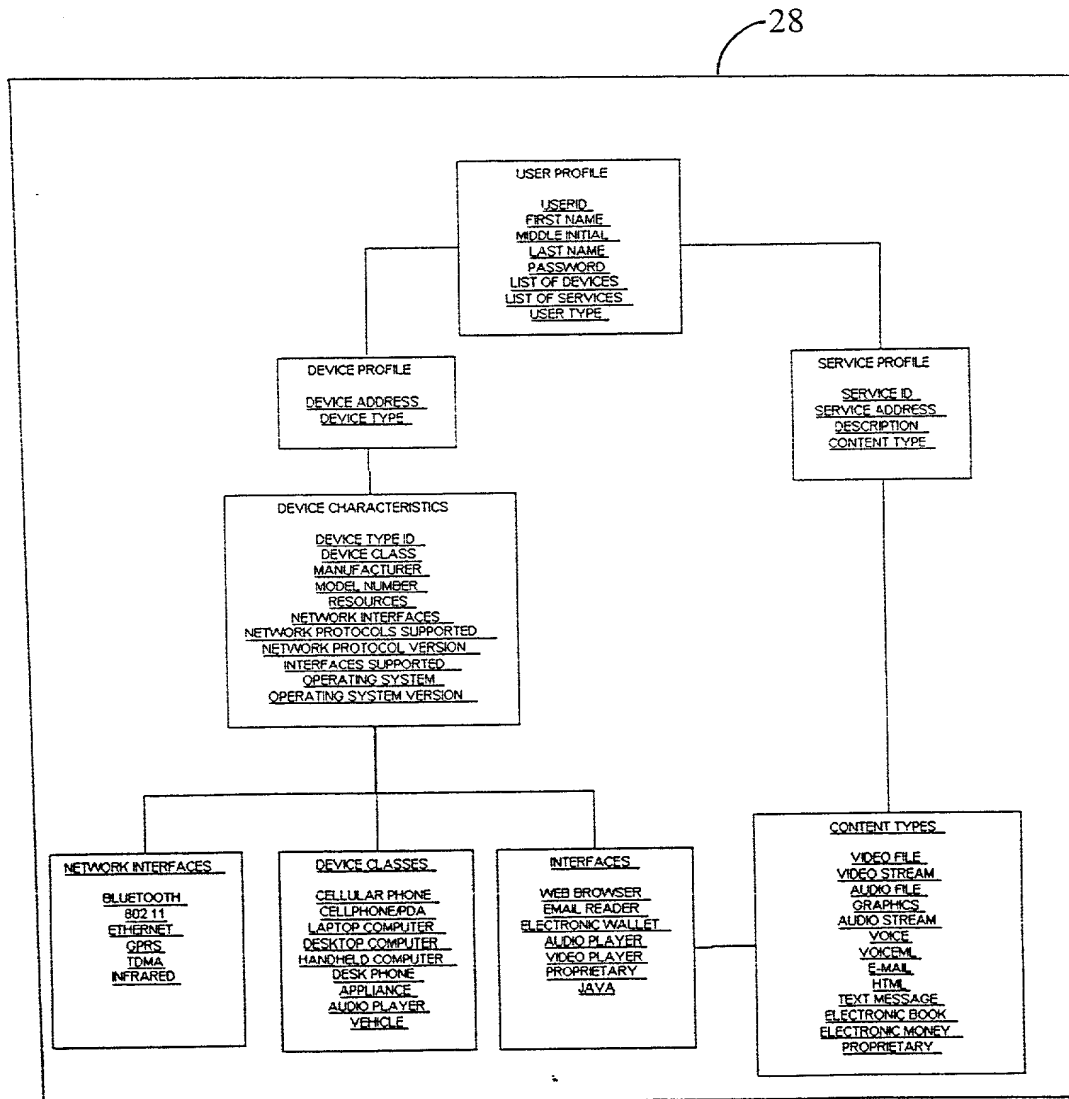 28
USER PROFILE
USERID
FIRST NAME
MIDDLE INITIAL
LAST NAME
PASSWORD
LIST OF DEVICES
LIST OF SERVICES
USER TYPE
DEVICE PROFILE
DEVICE ADDRESS
DEVICE TYPE
SERVICE PROFILE
SERVICE ID
SERVICE ADDRESS
DESCRIPTION
CONTENT TYPE
DEVICE CHARACTERISTICS
DEVICE TYPE ID
DEVICE CLASS
MANUFACTURER
MODEL NUMBER
RESOURCES
NETWORK INTERFACES
NETWORK PROTOCOLS SUPPORTED
NETWORK PROTOCOL VERSION
INTERFACES SUPPORTED
OPERATING SYSTEM
OPERATING SYSTEM VERSION
NETWORK INTERFACES
BLUETOOTH
802 11
ETHERNET
GPRS
TDMA
INFRARED
DEVICE CLASSES
CELLULAR PHONE
CELLPHONE/PDA
LAPTOP COMPUTER
DESKTOP COMPUTER
HANDHELD COMPUTER
DESK PHONE
APPLIANCE
AUDIO PLAYER
VEHICLE
INTERFACES
WEB BROWSER
EMAIL READER
ELECTRONIC WALLET
AUDIO PLAYER
VIDEO PLAYER
PROPRIETARY
JAVA
CONTENT TYPES
VIDEO FILE
VIDEO STREAM
AUDIO FILE
GRAPHICS
AUDIO STREAM
VOICE
VOICEML
E-MAIL
HTML
TEXT MESSAGE
ELECTRONIC BOOK
ELECTRONIC MONEY
PROPRIETARY